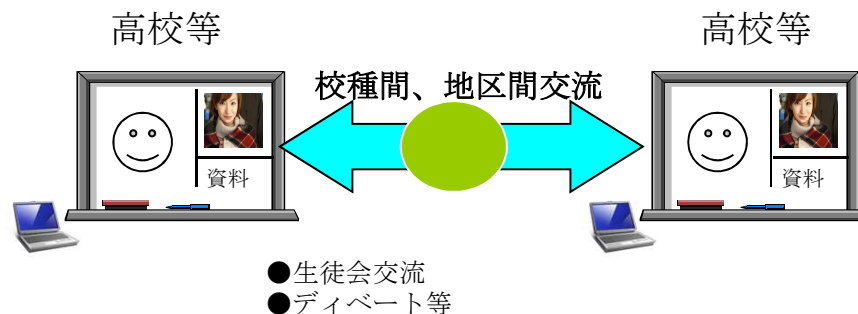 高校等
高校等
校種間、地区間交流
資料
資料
●生徒会交流
●ディベート等